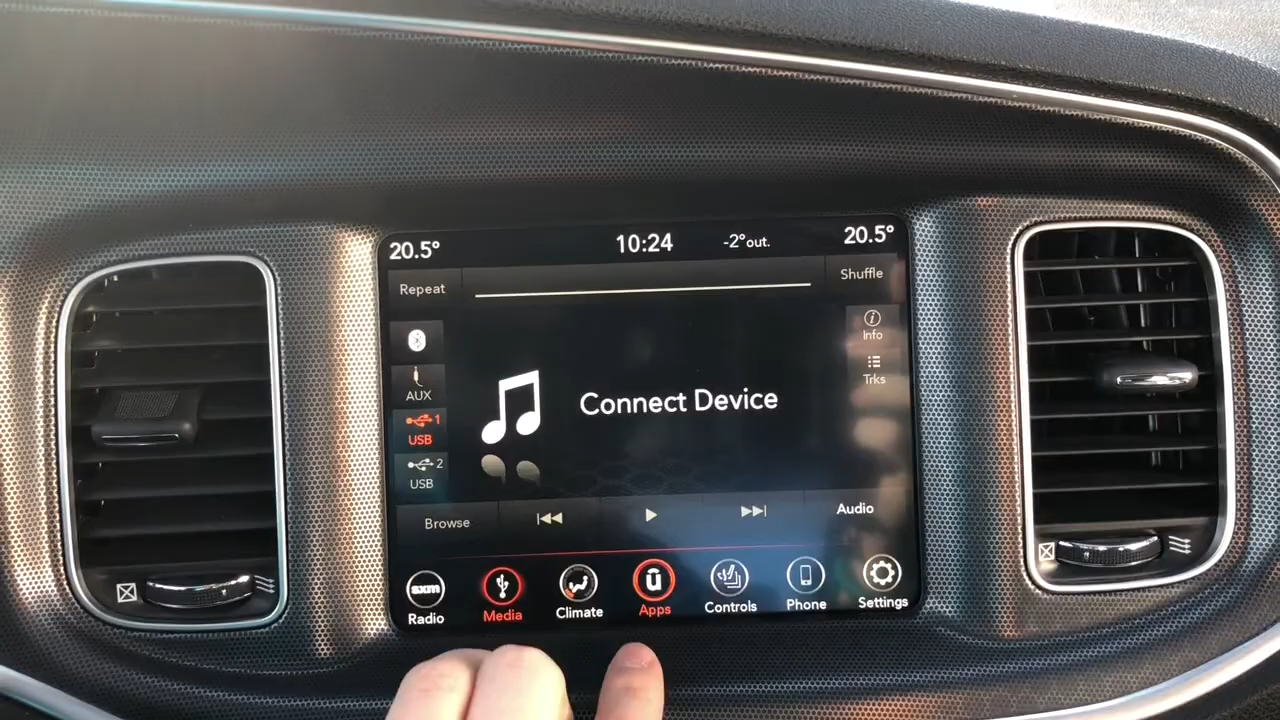 20.5° 10:24 -2°out. 20.5°
Repeat Shuffle
Info
AUX Trks
1
USB
Connect Device
2
USB
Browse Audio
sxm
Radio Media Climate Apps Controls Phone Settings